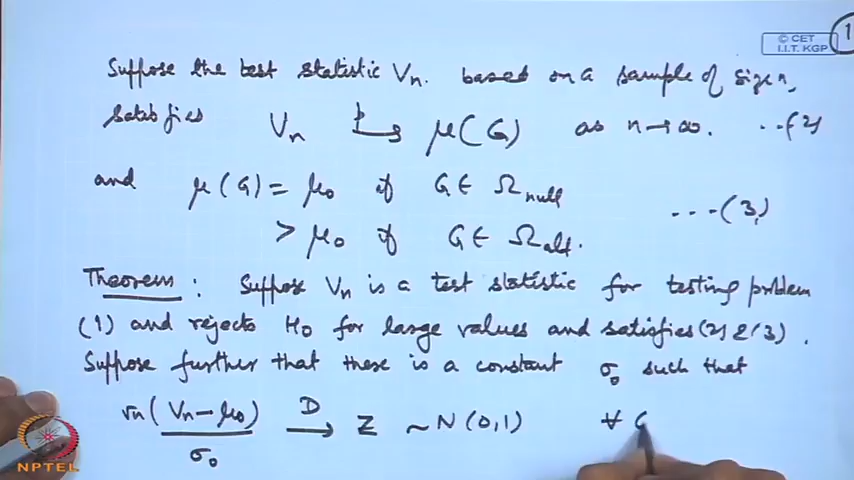 © CET
I.I.T. KGP
1
Suppose the test statistic Vn. based on a sample of size n,
satisfies Vn →p μ(G) as n→∞. ...(2)
and μ(G) = μ₀ if G ∈ Ω_null
> μ₀ if G ∈ Ω_alt. ...(3)
Theorem : Suppose Vn is a test statistic for testing problem
(1) and rejects H₀ for large values and satisfies (2) & (3).
Suppose further that there is a constant σ₀ such that
√n (Vn − μ₀) / σ₀ →D Z ~ N(0,1) ∀ G
NPTEL